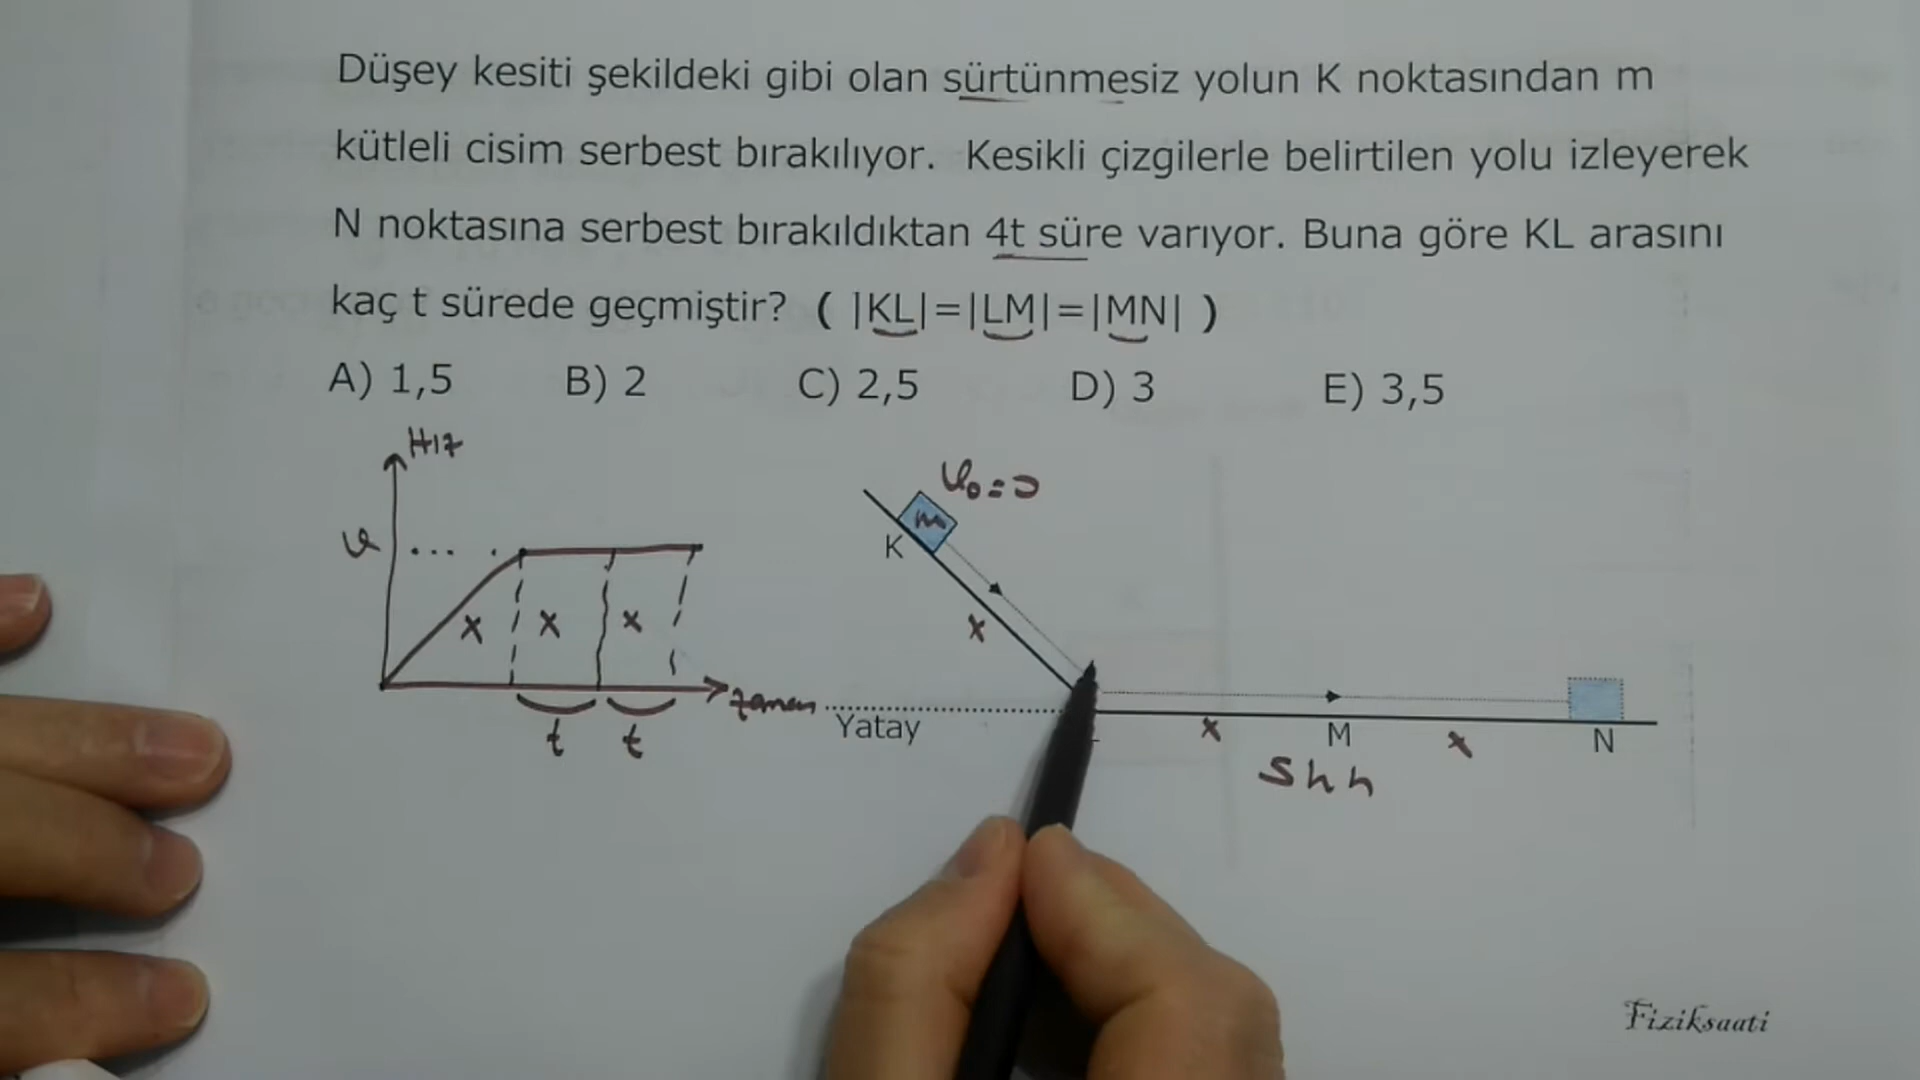 Düşey kesiti şekildeki gibi olan sürtünmesiz yolun K noktasından m
kütleli cisim serbest bırakılıyor. Kesikli çizgilerle belirtilen yolu izleyerek
N noktasına serbest bırakıldıktan 4t süre varıyor. Buna göre KL arasını
kaç t sürede geçmiştir? ( |KL|=|LM|=|MN| )
A) 1,5 B) 2 C) 2,5 D) 3 E) 3,5
Hız
ϑ
x x x
t t
zaman
ϑ₀=0
m
K
x
Yatay
x M x N
Shh
Fiziksaati